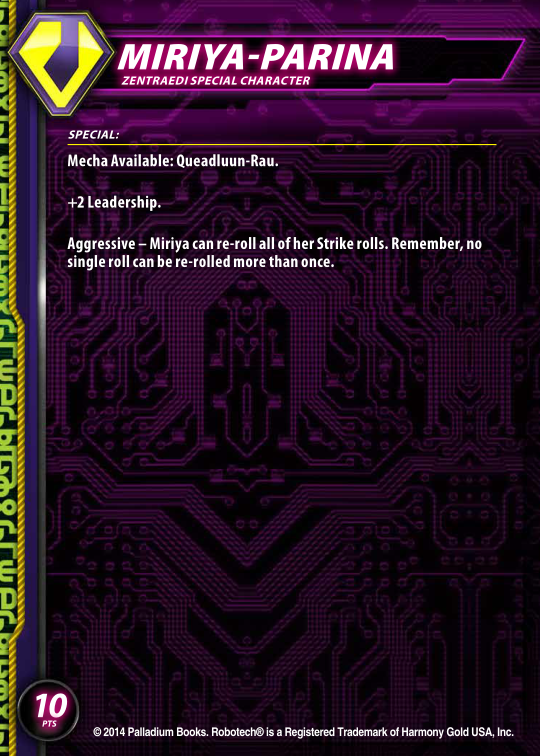 MIRIYA-PARINA
ZENTRAEDI SPECIAL CHARACTER
SPECIAL:
Mecha Available: Queadluun-Rau.
+2 Leadership.
Aggressive – Miriya can re-roll all of her Strike rolls. Remember, no
single roll can be re-rolled more than once.
10
PTS
© 2014 Palladium Books. Robotech® is a Registered Trademark of Harmony Gold USA, Inc.